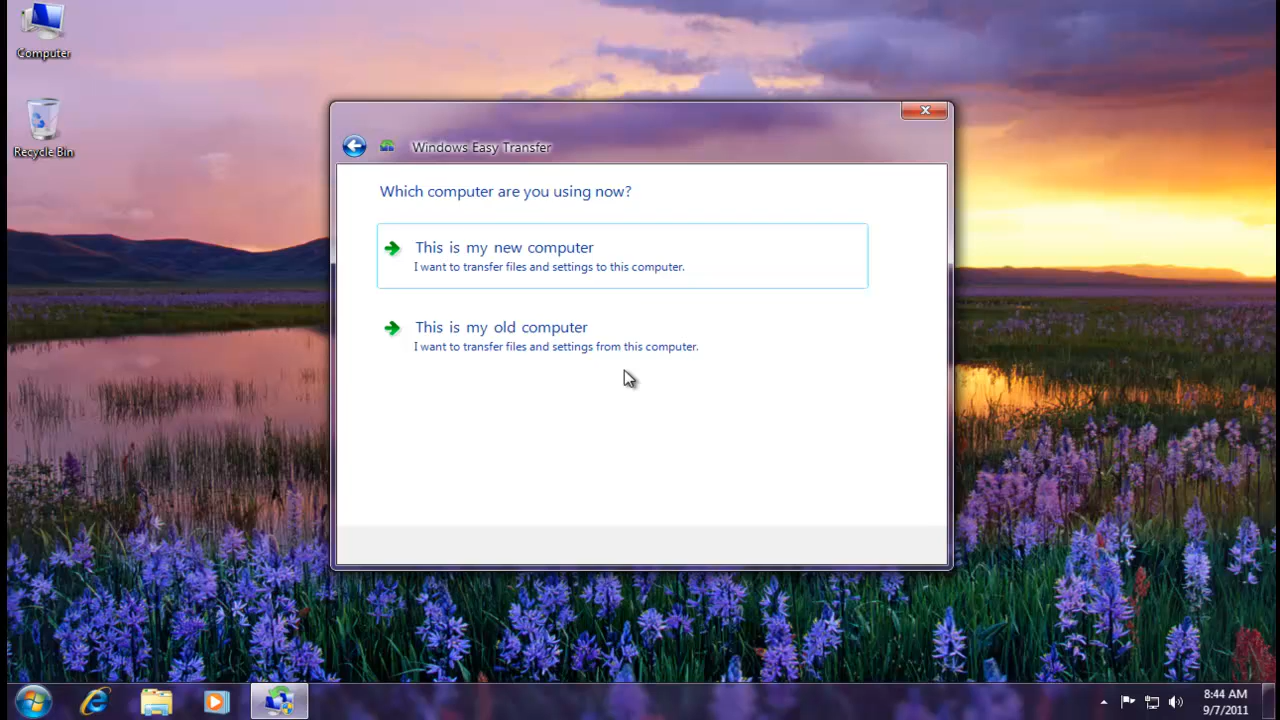 Computer
Recycle Bin
Windows Easy Transfer
Which computer are you using now?
This is my new computer
I want to transfer files and settings to this computer.
This is my old computer
I want to transfer files and settings from this computer.
8:44 AM
9/7/2011